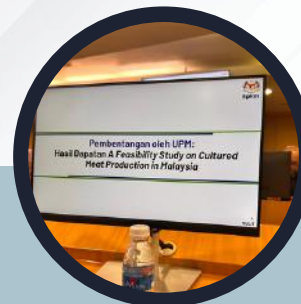 Pembentangan oleh UPM:
Hasil Dapatan A Feasibility Study on Cultured
Meat Production in Malaysia